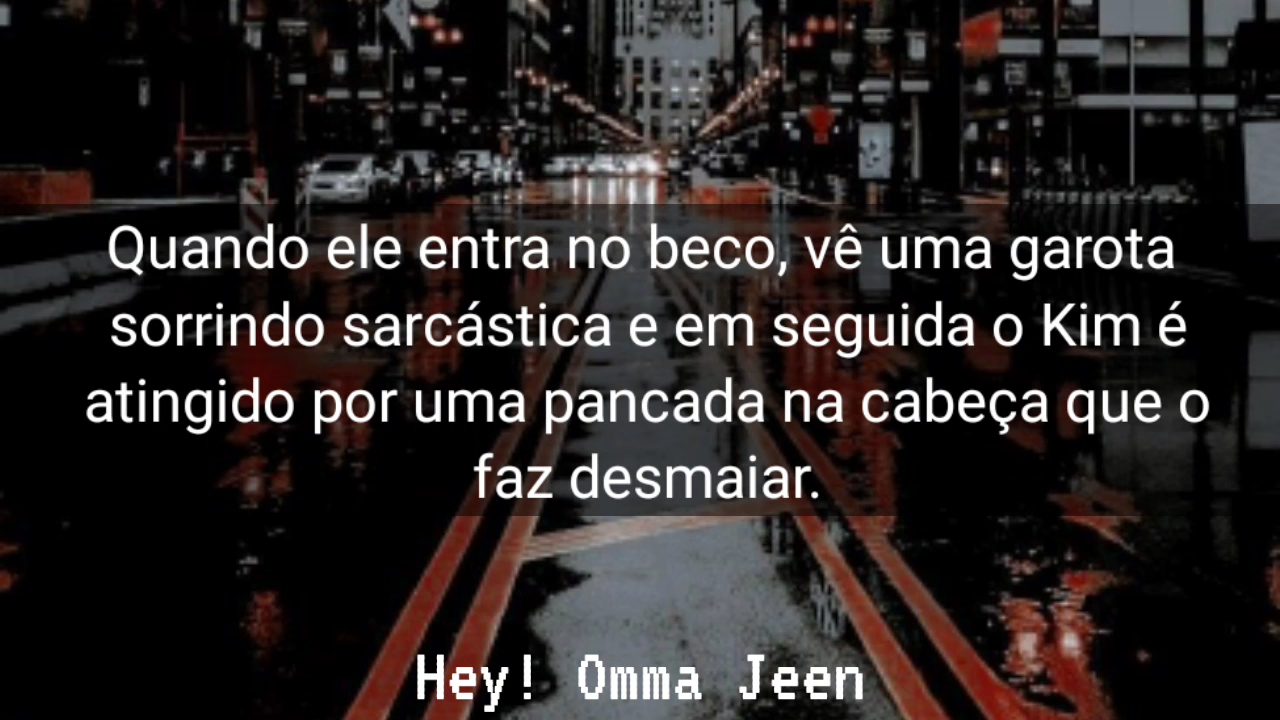 Quando ele entra no beco, vê uma garota
sorrindo sarcástica e em seguida o Kim é
atingido por uma pancada na cabeça que o
faz desmaiar.
Hey! Omma Jeen